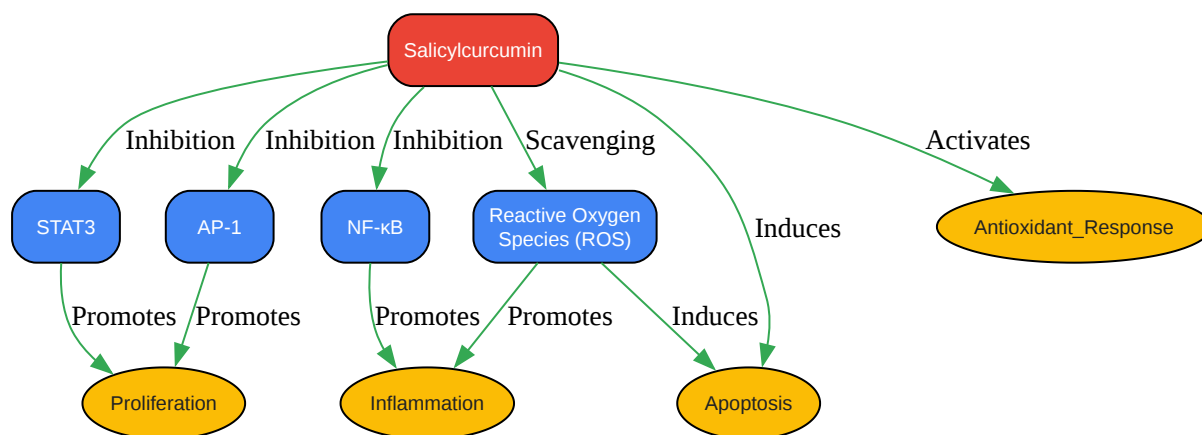 Salicylcurcumin
Inhibition
Inhibition
Inhibition
Scavenging
Activates
STAT3
AP-1
NF-κB
Reactive Oxygen
Species (ROS)
Antioxidant_Response
Induces
Promotes
Promotes
Promotes
Promotes
Induces
Proliferation
Inflammation
Apoptosis